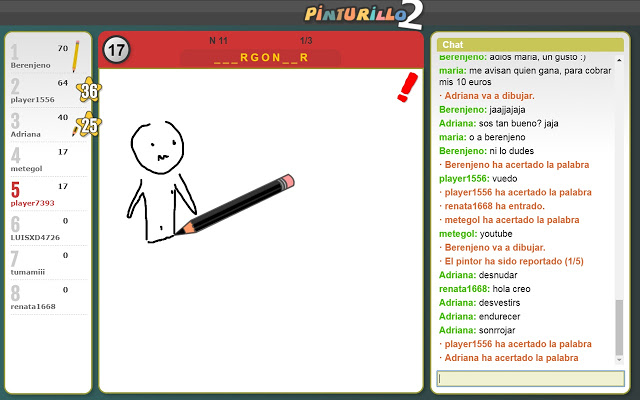 PiNTURiLLO 2
17
N 11
1/3
_ _ _ R G O N _ _ R
1
70
Berenjeno
2
64
player1556
36
3
40
Adriana
25
4
17
metegol
5
17
player7393
6
0
LUISXD4726
7
0
tumamiii
8
0
renata1668
Chat
Berenjeno: adios maria, un gusto :)
maria: me avisan quien gana, para cobrar
mis 10 euros
· Adriana va a dibujar.
Berenjeno: jaajjajaja
Adriana: sos tan bueno? jaja
maria: o a berenjeno
Berenjeno: ni lo dudes
· Berenjeno ha acertado la palabra
player1556: vuedo
· player1556 ha acertado la palabra
· renata1668 ha entrado.
· metegol ha acertado la palabra
metegol: youtube
· Berenjeno va a dibujar.
· El pintor ha sido reportado (1/5)
Adriana: desnudar
renata1668: hola creo
Adriana: desvestirs
Adriana: endurecer
Adriana: sonrrojar
· player1556 ha acertado la palabra
· Adriana ha acertado la palabra